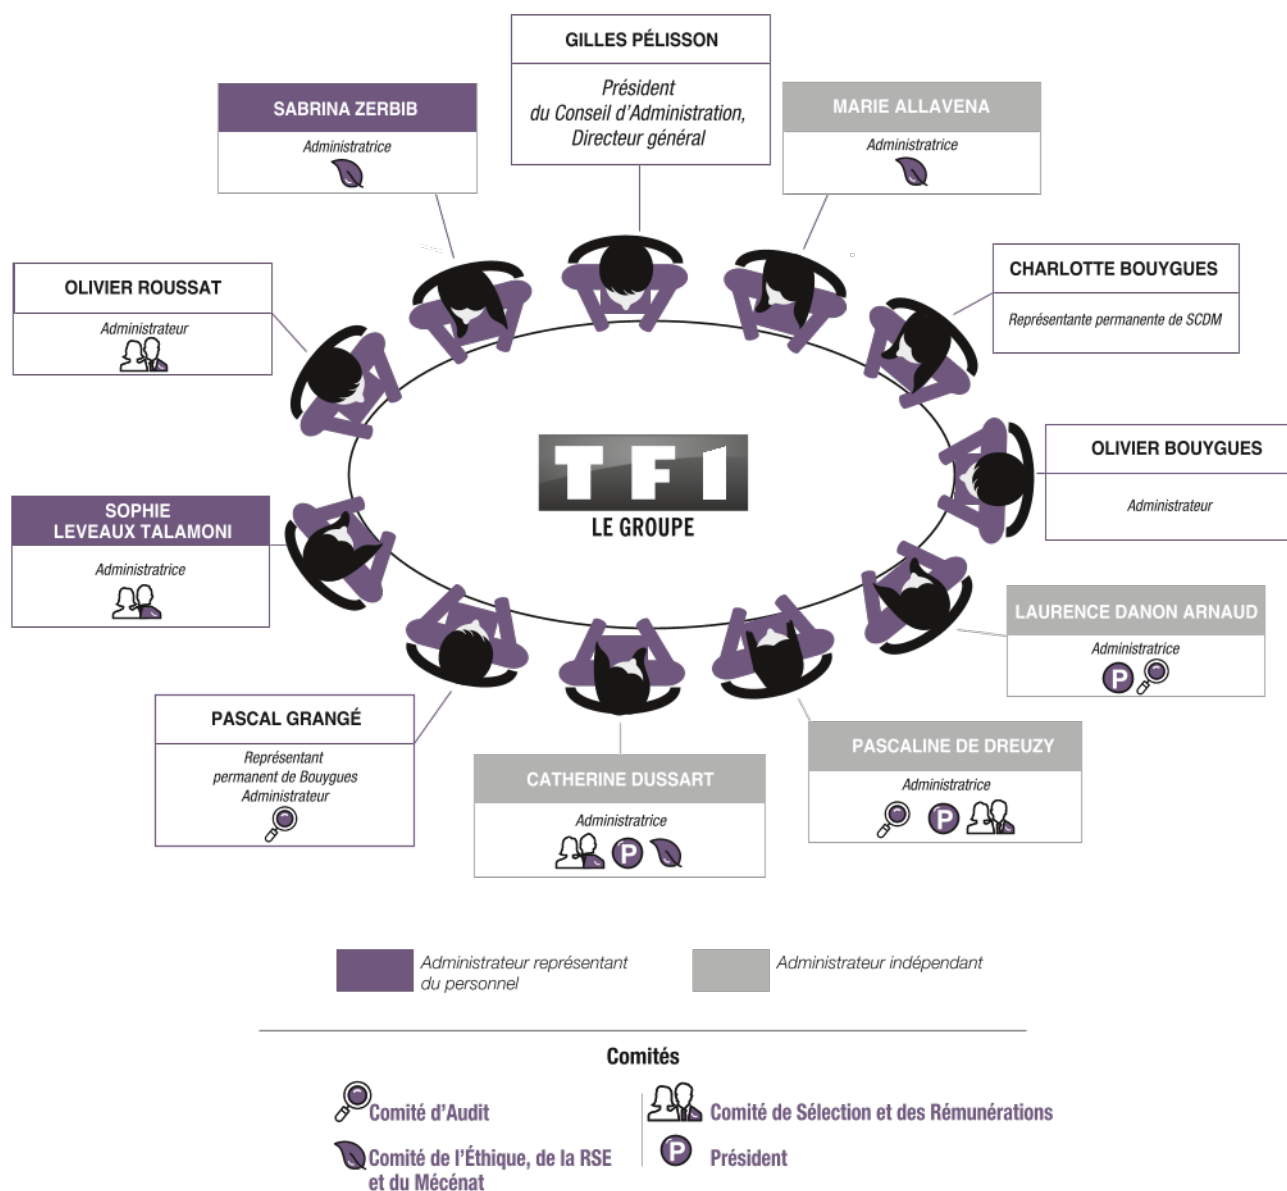 GILLES PÉLISSON
Président
du Conseil d'Administration,
Directeur général
SABRINA ZERBIB
Administratrice
MARIE ALLAVENA
Administratrice
OLIVIER ROUSSAT
Administrateur
CHARLOTTE BOUYGUES
Représentante permanente de SCDM
OLIVIER BOUYGUES
Administrateur
TF1
LE GROUPE
SOPHIE
LEVEAUX TALAMONI
Administratrice
LAURENCE DANON ARNAUD
Administratrice
P
PASCAL GRANGÉ
Représentant
permanent de Bouygues
Administrateur
CATHERINE DUSSART
Administratrice
P
PASCALINE DE DREUZY
Administratrice
P
Administrateur représentant
du personnel
Administrateur indépendant
Comités
Comité d'Audit
Comité de Sélection et des Rémunérations
Comité de l'Éthique, de la RSE
et du Mécénat
P
Président